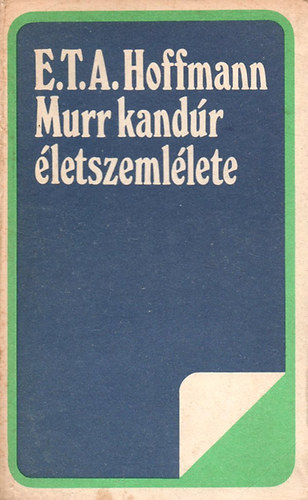 E.T.A. Hoffmann
Murr kandúr
életszemlélete